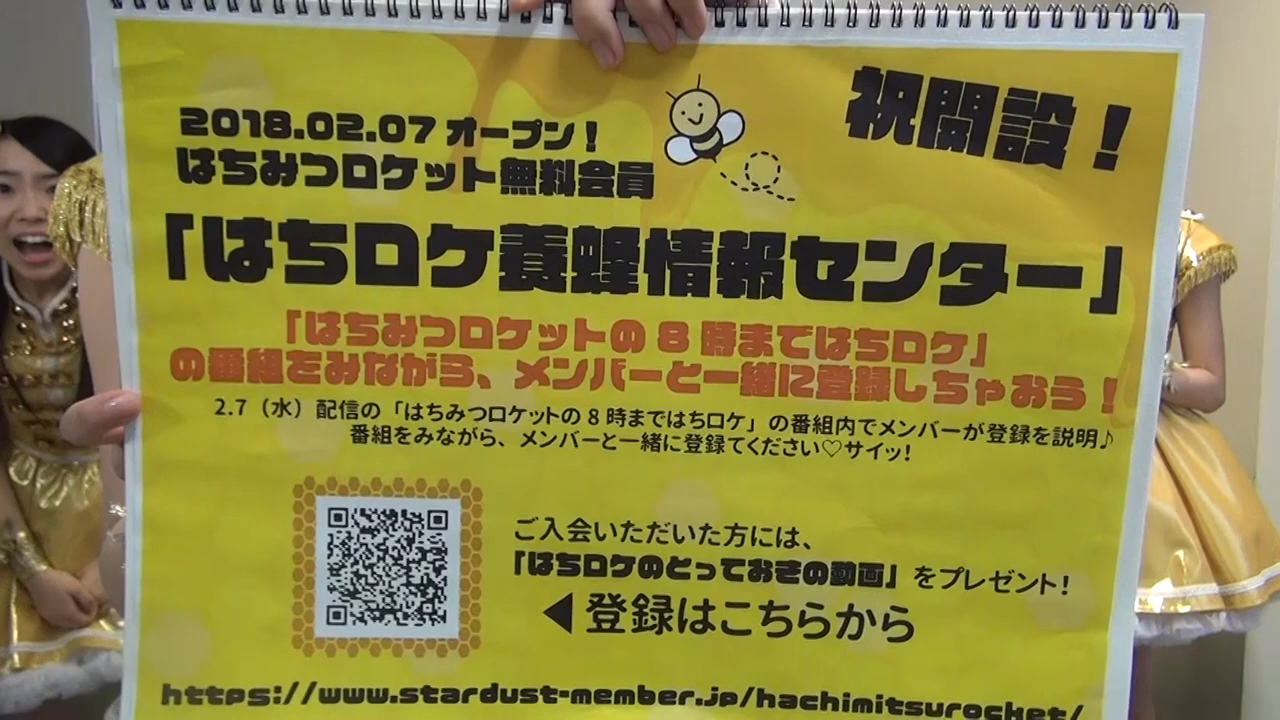 祝開設！
2018.02.07 オープン！
はちみつロケット無料会員
「はちロケ養蜂情報センター」
「はちみつロケットの8時まではちロケ」
の番組をみながら、メンバーと一緒に登録しちゃおう！
2.7（水）配信の「はちみつロケットの8時まではちロケ」の番組内でメンバーが登録を説明♪
番組をみながら、メンバーと一緒に登録てください♡サイッ！
ご入会いただいた方には、
「はちロケのとっておきの動画」をプレゼント！
◀登録はこちらから
https://www.stardust-member.jp/hachimitsurocket/